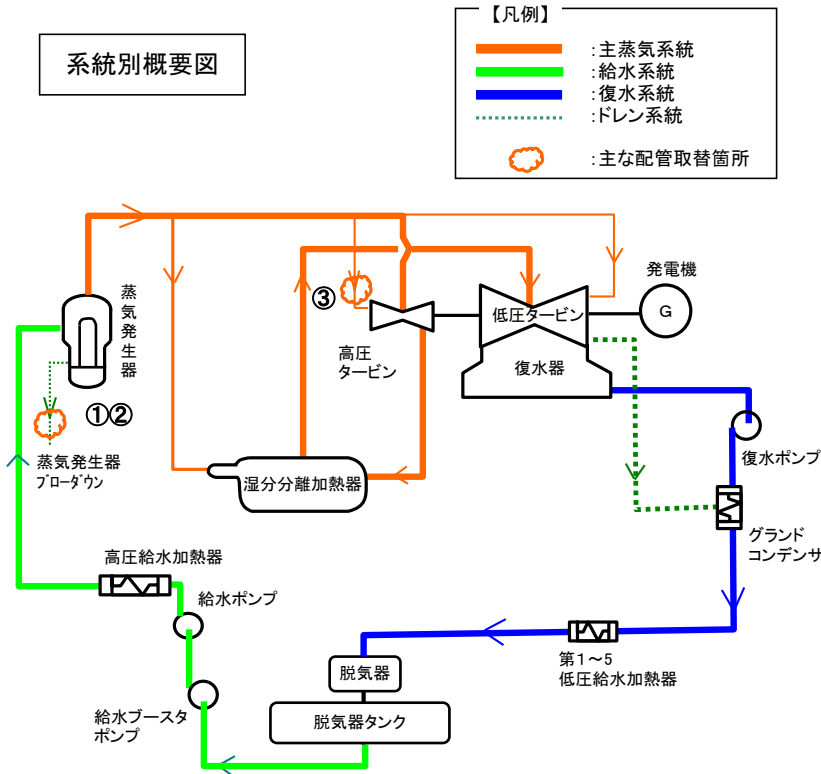 系統別概要図
【凡例】
:主蒸気系統
:給水系統
:復水系統
:ドレン系統
:主な配管取替箇所
蒸気発生器
①②
蒸気発生器
ブローダウン
③
高圧
タービン
低圧タービン
復水器
発電機
G
復水ポンプ
グランド
コンデンサ
湿分分離加熱器
高圧給水加熱器
給水ポンプ
給水ブースタ
ポンプ
脱気器
脱気器タンク
第1~5
低圧給水加熱器